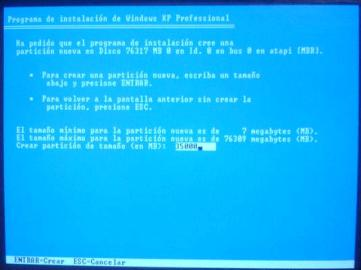 Programa de instalación de Windows XP Professional
Ha pedido que el programa de instalación cree una
partición nueva en Disco 76317 MB 0 en Id. 0 en bus 0 en atapi [MBR].
• Para crear una partición nueva, escriba un tamaño
abajo y presione ENTRAR.
• Para volver a la pantalla anterior sin crear la
partición, presione ESC.
El tamaño mínimo para la partición nueva es de 7 megabytes (MB).
El tamaño máximo para la partición nueva es de 76309 megabytes (MB).
Crear partición de tamaño (en MB): 35000
ENTRAR=Crear ESC=Cancelar